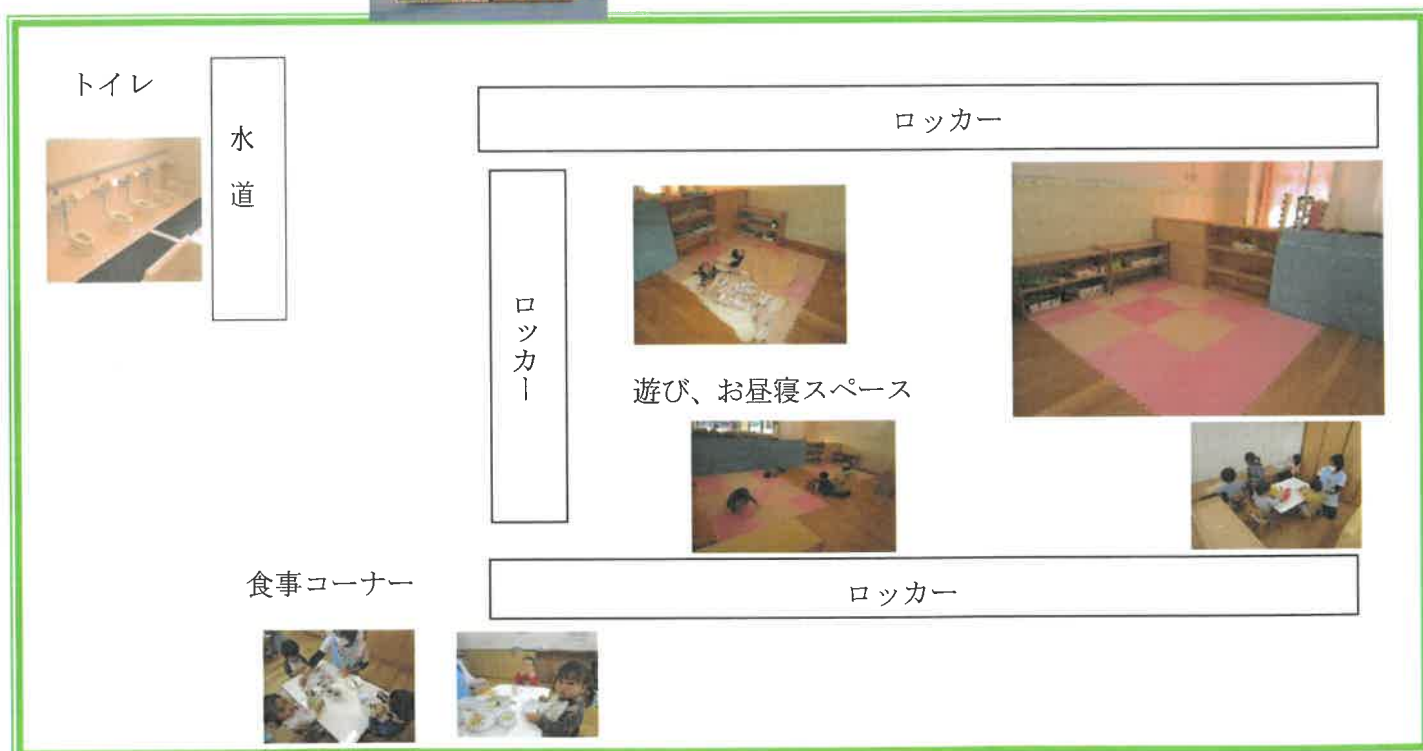 トイレ
水道
ロッカー
ロッカー
遊び、お昼寝スペース
食事コーナー
ロッカー